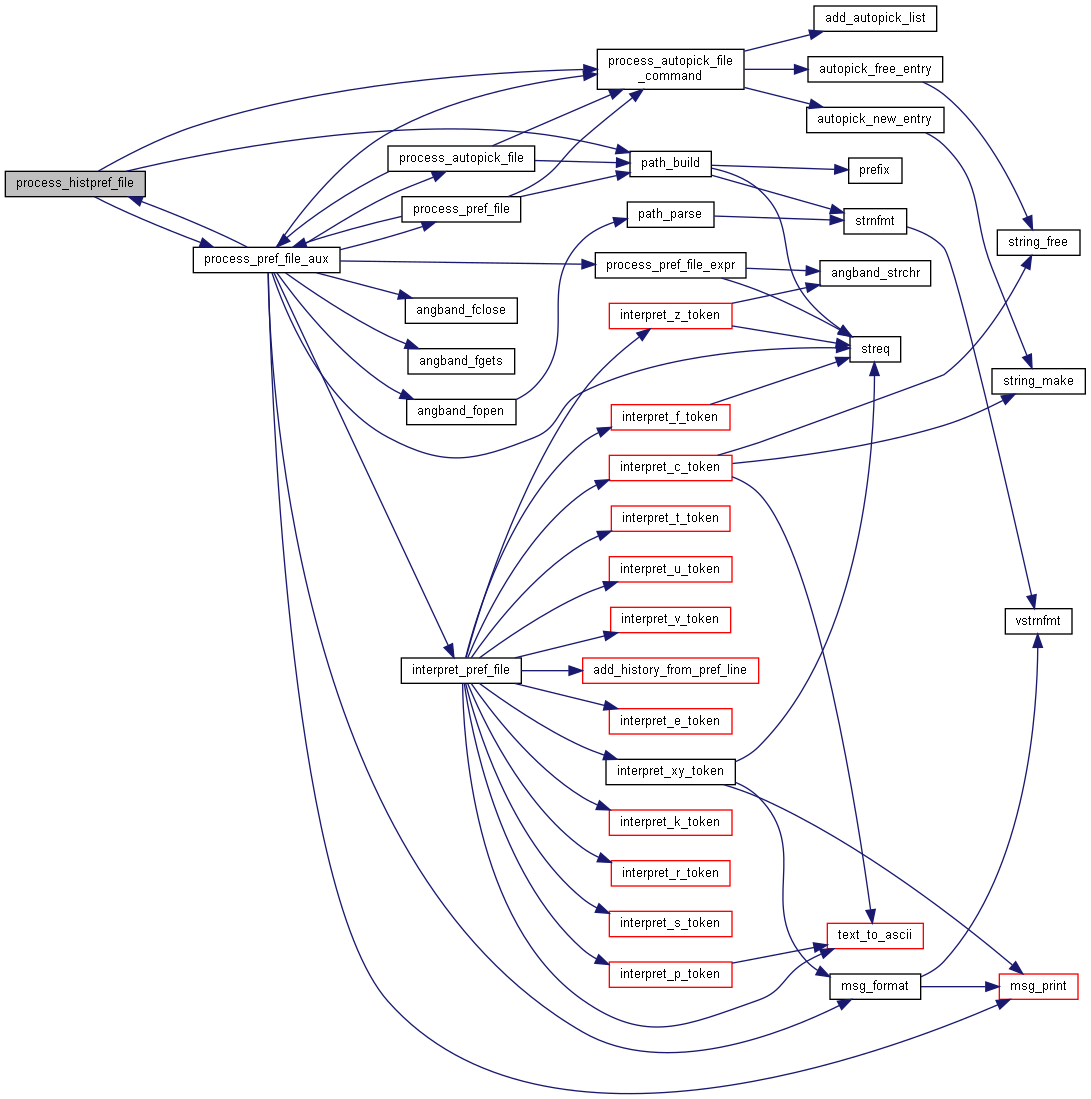 add_autopick_list
process_autopick_file
_command
autopick_free_entry
autopick_new_entry
process_autopick_file
path_build
prefix
process_histpref_file
process_pref_file
path_parse
strnfmt
string_free
process_pref_file_aux
process_pref_file_expr
angband_strchr
angband_fclose
interpret_z_token
streq
angband_fgets
string_make
angband_fopen
interpret_f_token
interpret_c_token
interpret_t_token
interpret_u_token
interpret_v_token
vstrnfmt
interpret_pref_file
add_history_from_pref_line
interpret_e_token
interpret_xy_token
interpret_k_token
interpret_r_token
interpret_s_token
text_to_ascii
interpret_p_token
msg_format
msg_print